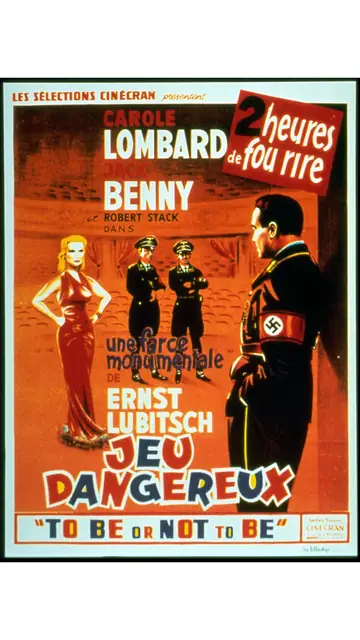 LES SÉLECTIONS CINÉCRAN présentent
2 heures
de fou rire
CAROLE
LOMBARD
JACK
BENNY
et ROBERT STACK
DANS
une farce
monumentale
DE
ERNST
LUBITSCH
JEU
DANGEREUX
"TO BE OR NOT TO BE"
CINÉCRAN